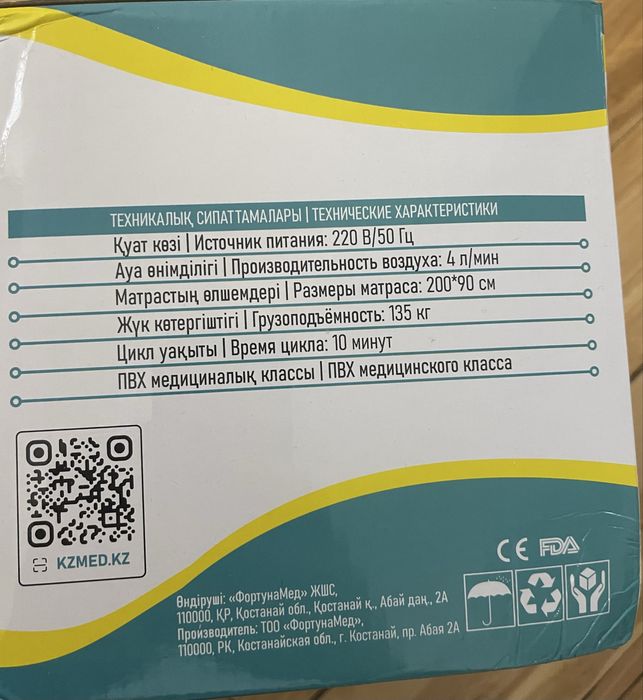 ТЕХНИКАЛЫҚ СИПАТТАМАЛАРЫ | ТЕХНИЧЕСКИЕ ХАРАКТЕРИСТИКИ
Қуат көзі | Источник питания: 220 В/50 Гц
Ауа өнімділігі | Производительность воздуха: 4 л/мин
Матрастың өлшемдері | Размеры матраса: 200*90 см
Жүк көтергіштігі | Грузоподъёмность: 135 кг
Цикл уақыты | Время цикла: 10 минут
ПВХ медициналық классы | ПВХ медицинского класса
KZMED.KZ
CE FDA
Өндіруші: «ФортунаМед» ЖШС,
110000, ҚР, Қостанай обл., Қостанай қ., Абай даң., 2А
Производитель: ТОО «ФортунаМед»,
110000, РК, Костанайская обл., г. Костанай, пр. Абая 2А